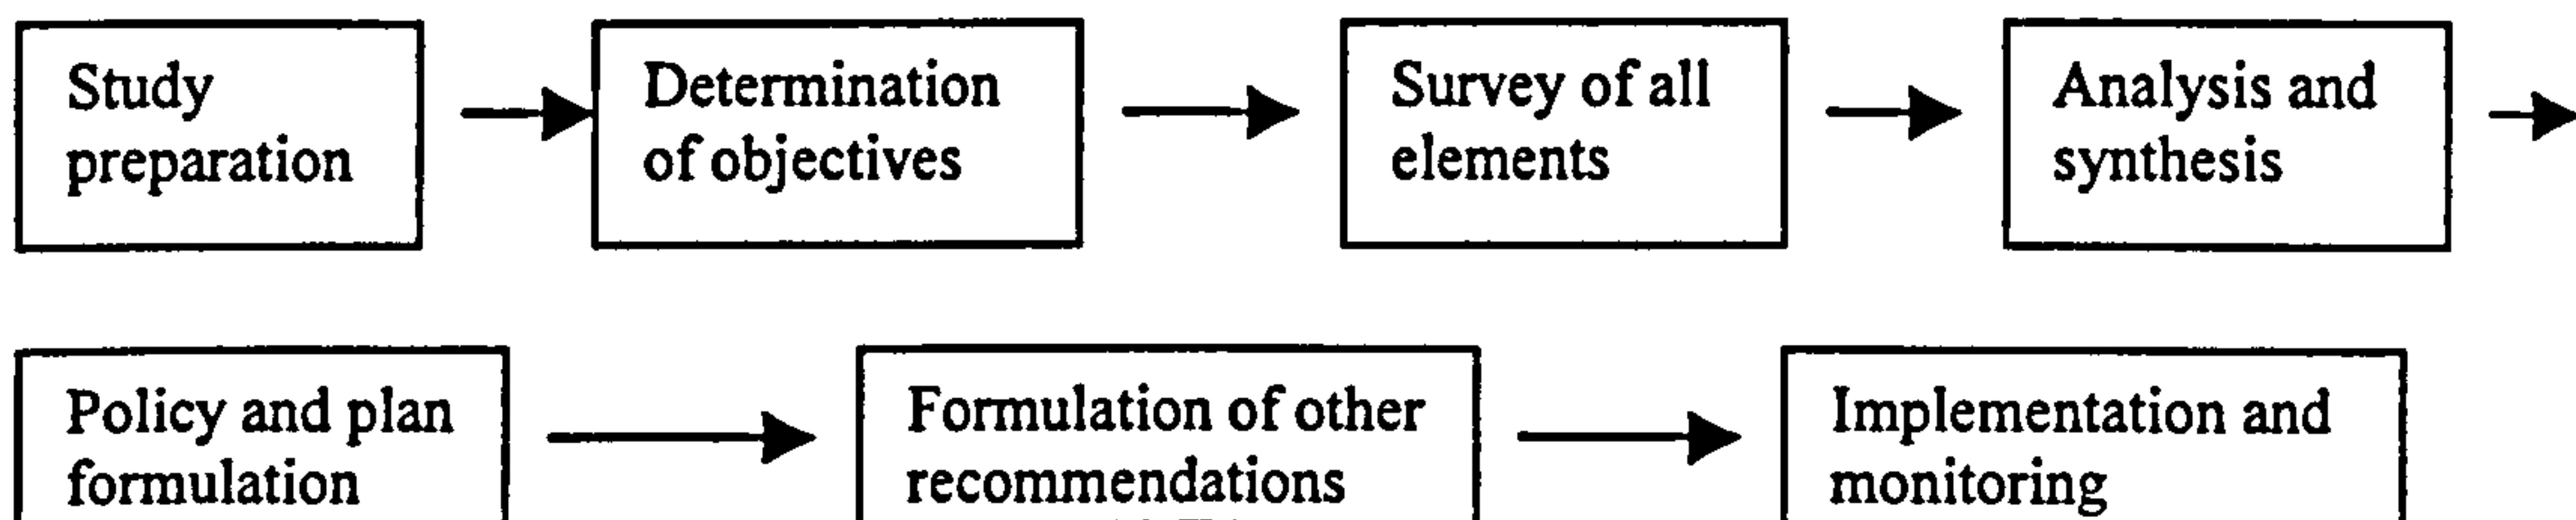 Study
preparation
Determination
of objectives
Survey of all
elements
Analysis and
synthesis
Policy and plan
formulation
Formulation of other
recommendations
Implementation and
monitoring